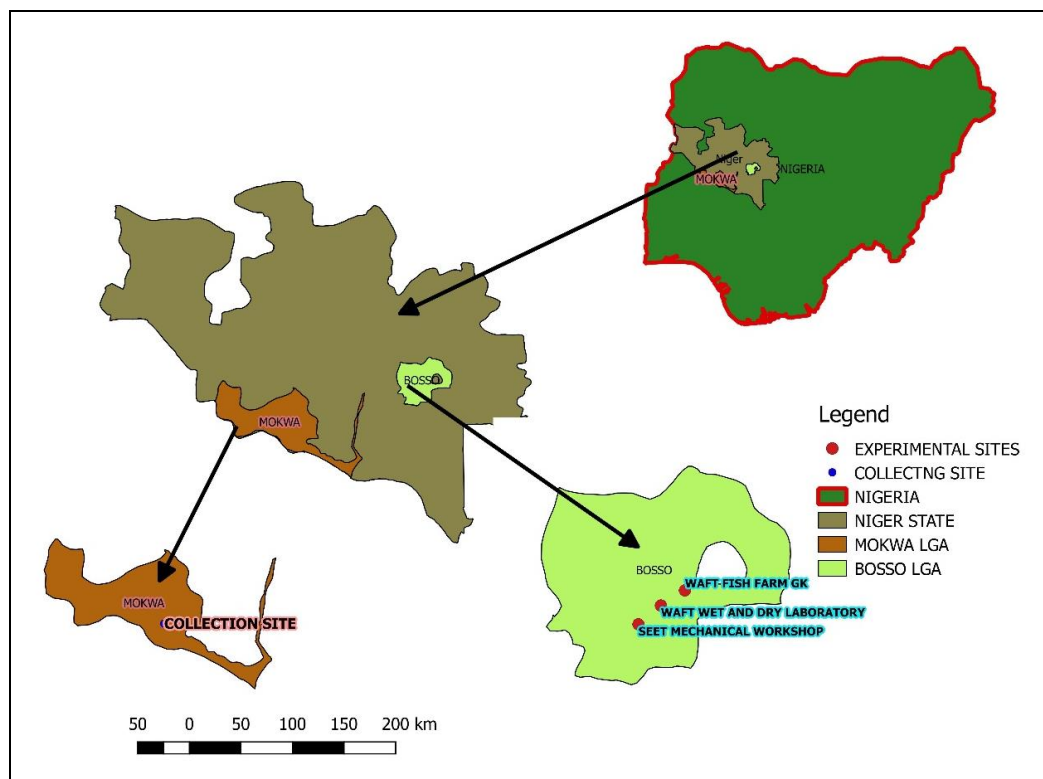 Niger
NIGERIA
MOKWA
BOSSO
MOKWA
Legend
EXPERIMENTAL SITES
COLLECTNG SITE
NIGERIA
NIGER STATE
MOKWA LGA
BOSSO LGA
BOSSO
WAFT-FISH FARM GK
WAFT WET AND DRY LABORATORY
SEET MECHANICAL WORKSHOP
MOKWA
COLLECTION SITE
50 0 50 100 150 200 km